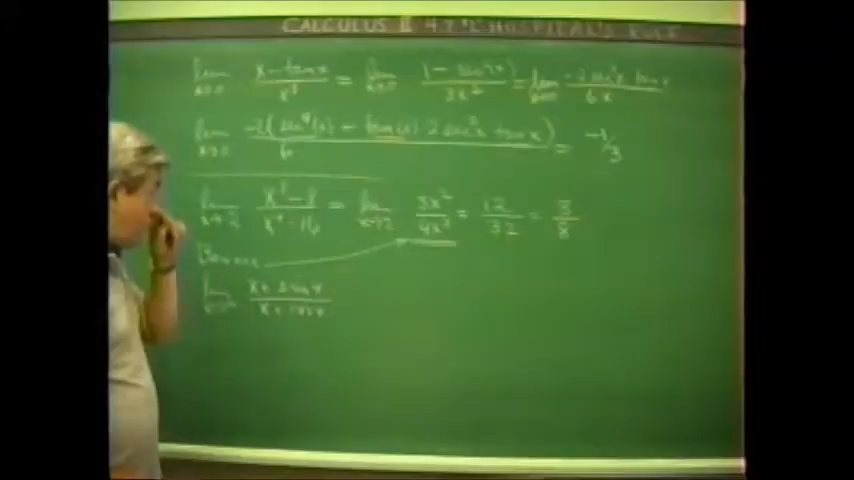 CALCULUS II 4.7 L'HOSPITAL'S RULE
lim x→0 (x - tan x)/x³ = lim x→0 (1 - sec²x)/3x² = lim x→0 (-2 sec²x tan x)/6x
lim x→0 -2(sec⁴(x) + tan(x) 2 sec²x tan x)/6 = -1/3
lim x→2 (x³-8)/(x⁴-16) = lim x→2 3x²/4x³ = 12/32 = 3/8
Beware
lim (x + sin x)/(x + cos x)